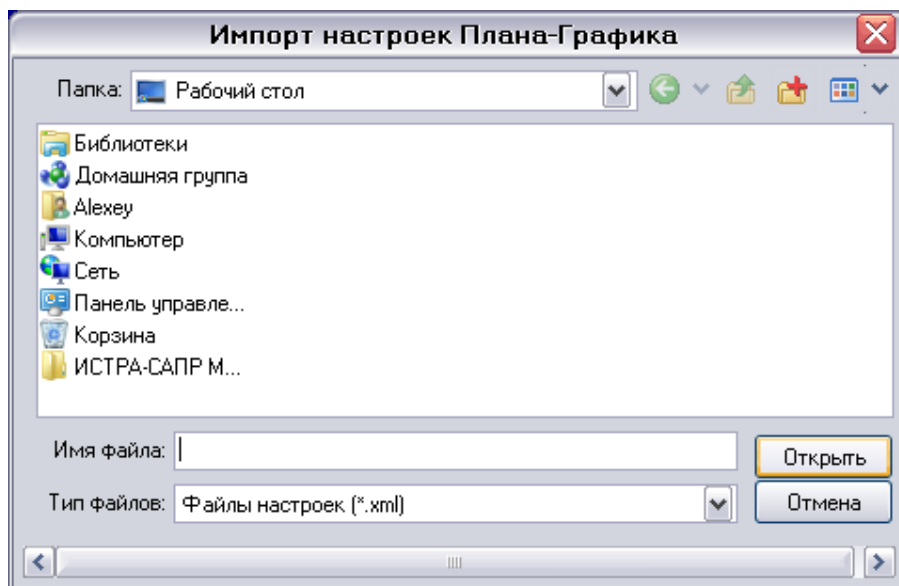 Импорт настроек Плана-Графика
Папка: Рабочий стол
Библиотеки
Домашняя группа
Alexey
Компьютер
Сеть
Панель управле...
Корзина
ИСТРА-САПР М...
Имя файла:
Открыть
Тип файлов: Файлы настроек (*.xml)
Отмена